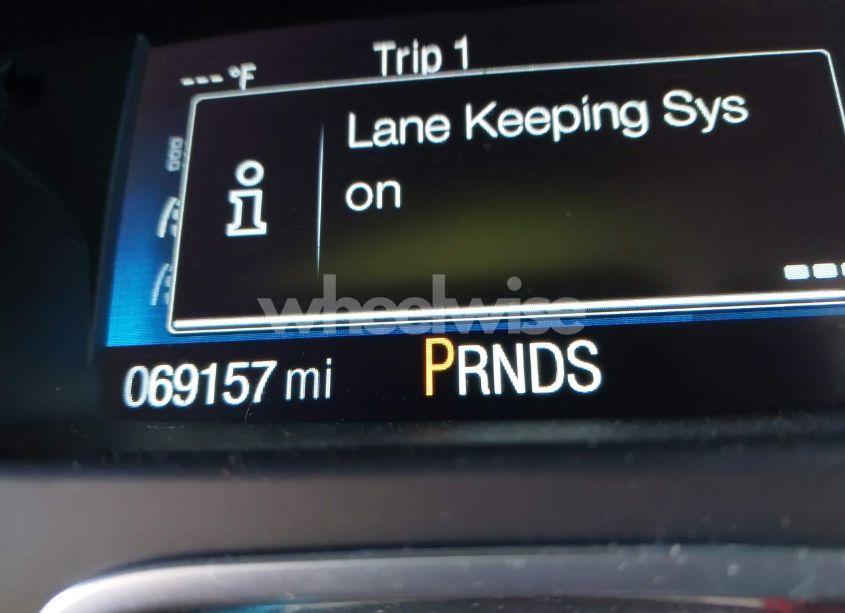 Trip 1
--- °F
Lane Keeping Sys
on
i
wheelwise
069157 mi
PRNDS